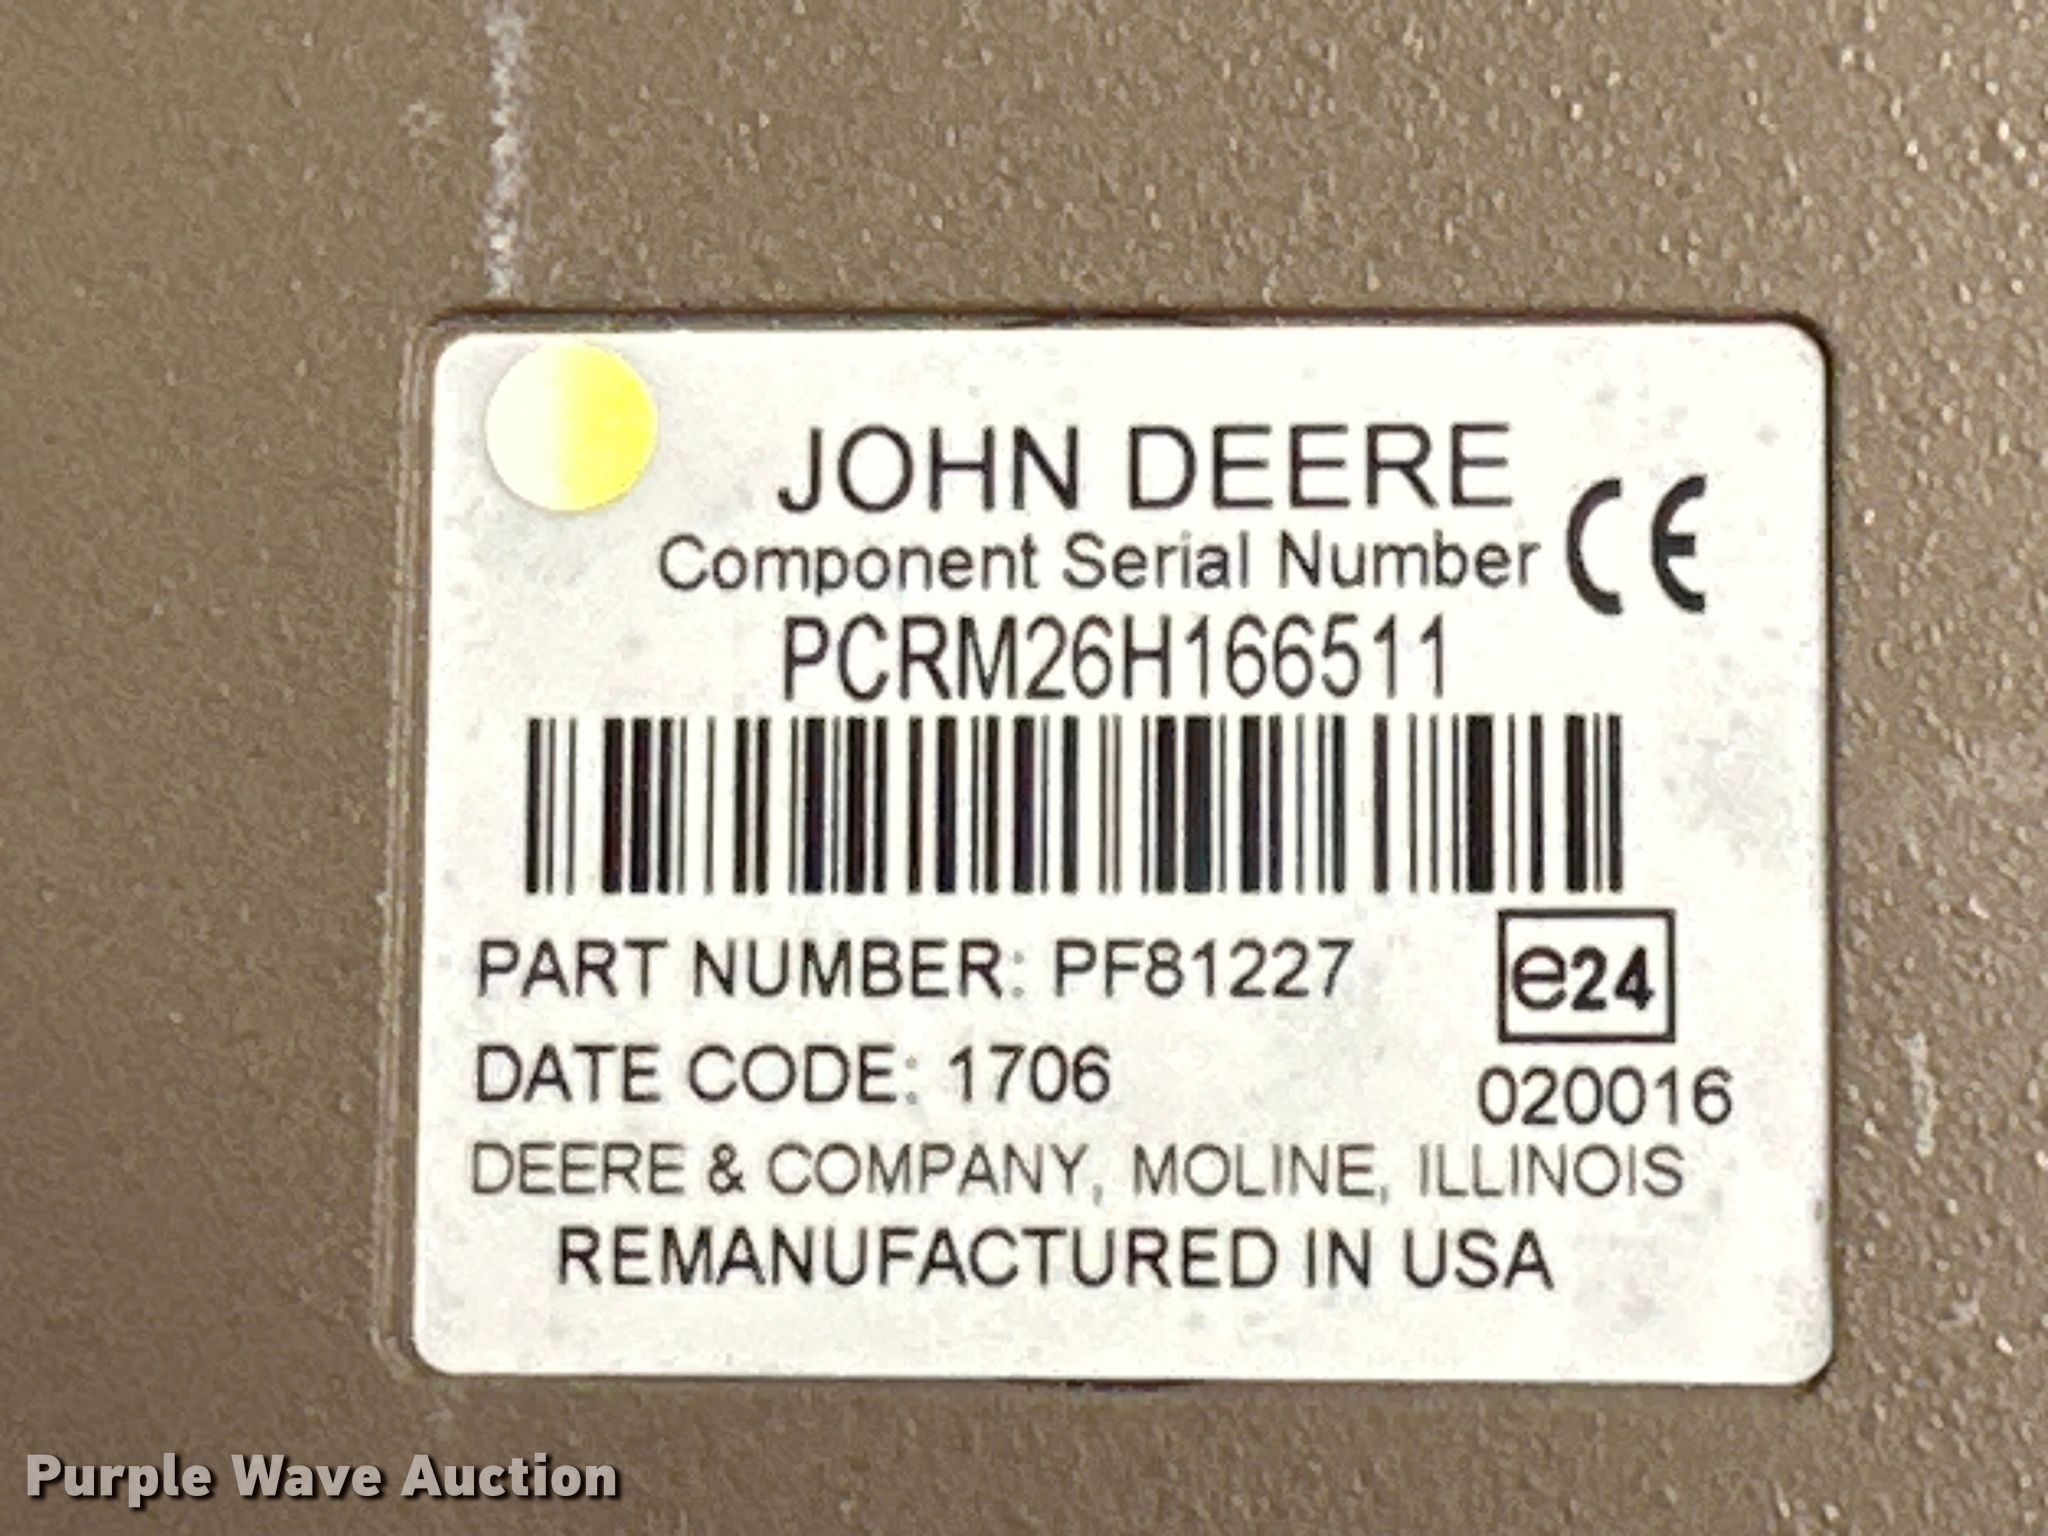 JOHN DEERE
CE
Component Serial Number
PCRM26H166511
PART NUMBER: PF81227
e24
DATE CODE: 1706
020016
DEERE & COMPANY, MOLINE, ILLINOIS
REMANUFACTURED IN USA
Purple Wave Auction